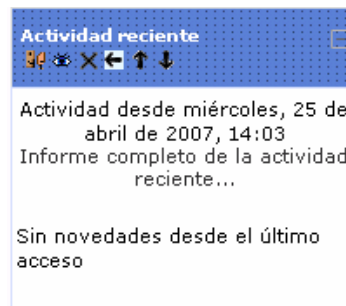 Actividad reciente
Actividad desde miércoles, 25 de
abril de 2007, 14:03
Informe completo de la actividad
reciente...
Sin novedades desde el último
acceso